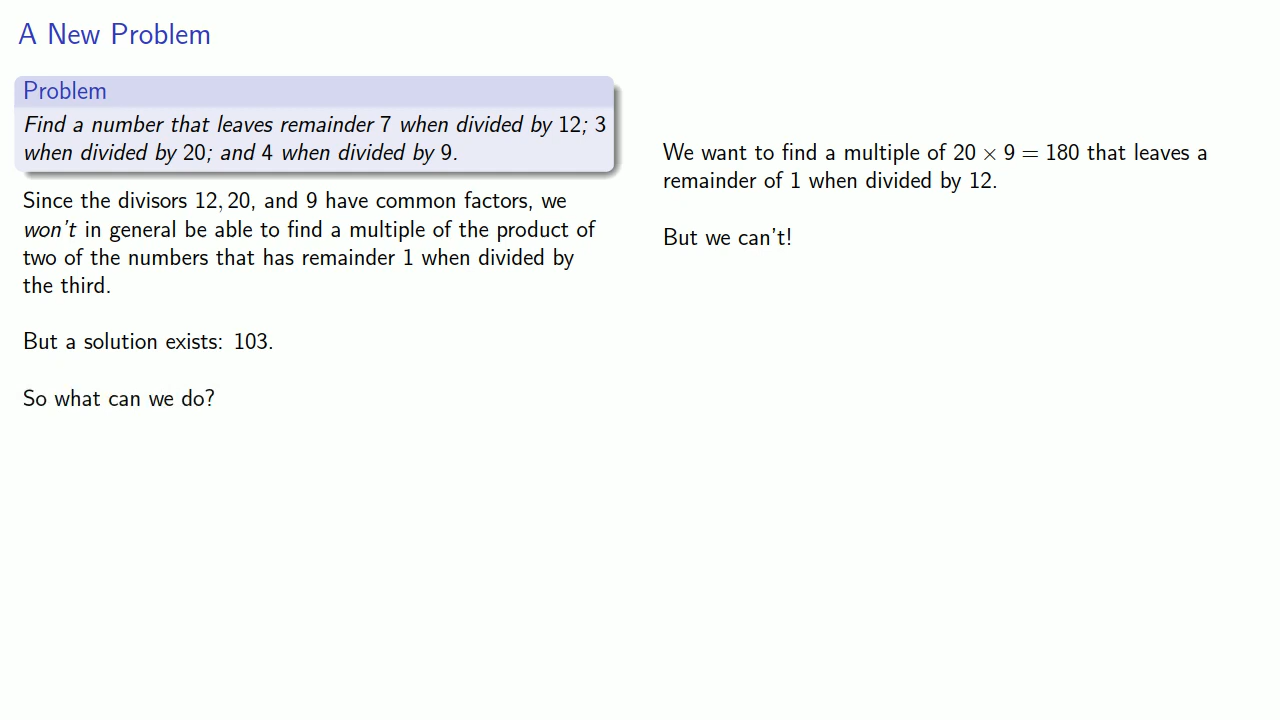 A New Problem
Problem
Find a number that leaves remainder 7 when divided by 12; 3
when divided by 20; and 4 when divided by 9.
Since the divisors 12, 20, and 9 have common factors, we
won't in general be able to find a multiple of the product of
two of the numbers that has remainder 1 when divided by
the third.
But a solution exists: 103.
So what can we do?
We want to find a multiple of 20 × 9 = 180 that leaves a
remainder of 1 when divided by 12.
But we can't!